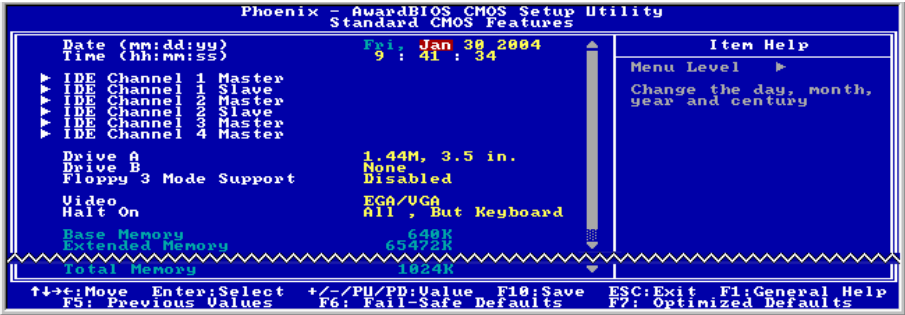 Phoenix - AwardBIOS CMOS Setup Utility
Standard CMOS Features
Date (mm:dd:yy) Fri, Jan 30 2004
Time (hh:mm:ss) 9 : 41 : 34
► IDE Channel 1 Master
► IDE Channel 1 Slave
► IDE Channel 2 Master
► IDE Channel 2 Slave
► IDE Channel 3 Master
► IDE Channel 4 Master
Drive A 1.44M, 3.5 in.
Drive B None
Floppy 3 Mode Support Disabled
Video EGA/VGA
Halt On All , But Keyboard
Base Memory 640K
Extended Memory 65472K
Total Memory 1024K
Item Help
Menu Level ►
Change the day, month,
year and century
↑↓→←:Move Enter:Select +/-/PU/PD:Value F10:Save ESC:Exit F1:General Help
F5: Previous Values F6: Fail-Safe Defaults F7: Optimized Defaults